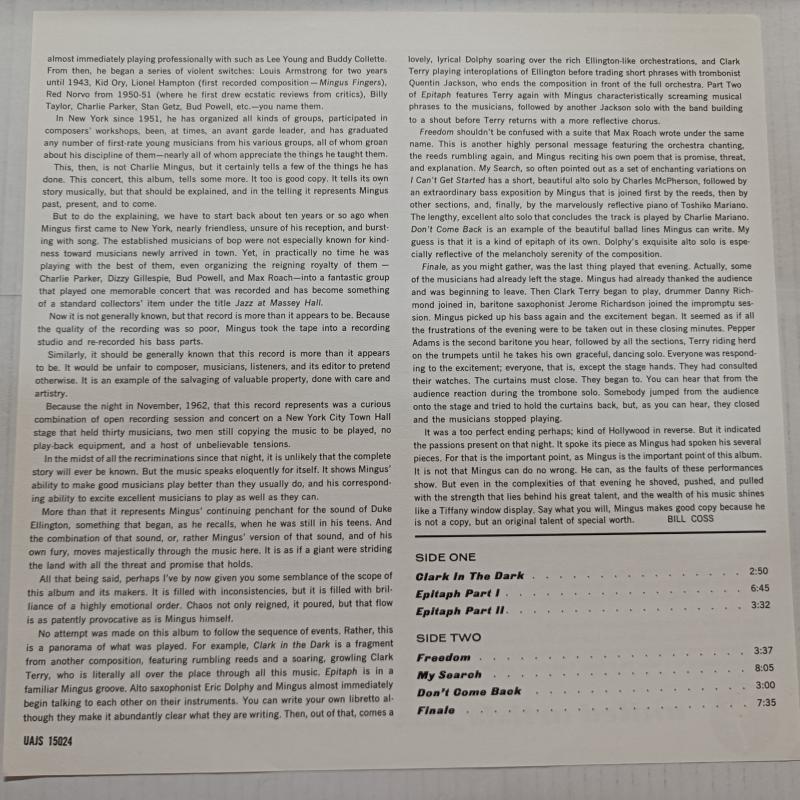 almost immediately playing professionally with such as Lee Young and Buddy Collette.
From then, he began a series of violent switches: Louis Armstrong for two years
until 1943, Kid Ory, Lionel Hampton (first recorded composition — Mingus Fingers),
Red Norvo from 1950-51 (where he first drew ecstatic reviews from critics), Billy
Taylor, Charlie Parker, Stan Getz, Bud Powell, etc.—you name them.
In New York since 1951, he has organized all kinds of groups, participated in
composers' workshops, been, at times, an avant garde leader, and has graduated
any number of first-rate young musicians from his various groups, all of whom groan
about his discipline of them—nearly all of whom appreciate the things he taught them.
This, then, is not Charlie Mingus, but it certainly tells a few of the things he has
done. This concert, this album, tells some more. It too is good copy. It tells its own
story musically, but that should be explained, and in the telling it represents Mingus
past, present, and to come.
But to do the explaining, we have to start back about ten years or so ago when
Mingus first came to New York, nearly friendless, unsure of his reception, and burst-
ing with song. The established musicians of bop were not especially known for kind-
ness toward musicians newly arrived in town. Yet, in practically no time he was
playing with the best of them, even organizing the reigning royalty of them —
Charlie Parker, Dizzy Gillespie, Bud Powell, and Max Roach—into a fantastic group
that played one memorable concert that was recorded and has become something
of a standard collectors' item under the title Jazz at Massey Hall.
Now it is not generally known, but that record is more than it appears to be. Because
the quality of the recording was so poor, Mingus took the tape into a recording
studio and re-recorded his bass parts.
Similarly, it should be generally known that this record is more than it appears
to be. It would be unfair to composer, musicians, listeners, and its editor to pretend
otherwise. It is an example of the salvaging of valuable property, done with care and
artistry.
Because the night in November, 1962, that this record represents was a curious
combination of open recording session and concert on a New York City Town Hall
stage that held thirty musicians, two men still copying the music to be played, no
play-back equipment, and a host of unbelievable tensions.
In the midst of all the recriminations since that night, it is unlikely that the complete
story will ever be known. But the music speaks eloquently for itself. It shows Mingus'
ability to make good musicians play better than they usually do, and his correspond-
ing ability to excite excellent musicians to play as well as they can.
More than that it represents Mingus' continuing penchant for the sound of Duke
Ellington, something that began, as he recalls, when he was still in his teens. And
the combination of that sound, or, rather Mingus' version of that sound, and of his
own fury, moves majestically through the music here. It is as if a giant were striding
the land with all the threat and promise that holds.
All that being said, perhaps I've by now given you some semblance of the scope of
this album and its makers. It is filled with inconsistencies, but it is filled with bril-
liance of a highly emotional order. Chaos not only reigned, it poured, but that flow
is as patently provocative as is Mingus himself.
No attempt was made on this album to follow the sequence of events. Rather, this
is a panorama of what was played. For example, Clark in the Dark is a fragment
from another composition, featuring rumbling reeds and a soaring, growling Clark
Terry, who is literally all over the place through all this music. Epitaph is in a
familiar Mingus groove. Alto saxophonist Eric Dolphy and Mingus almost immediately
begin talking to each other on their instruments. You can write your own libretto al-
though they make it abundantly clear what they are writing. Then, out of that, comes a
UAJS 15024
lovely, lyrical Dolphy soaring over the rich Ellington-like orchestrations, and Clark
Terry playing interoplations of Ellington before trading short phrases with trombonist
Quentin Jackson, who ends the composition in front of the full orchestra. Part Two
of Epitaph features Terry again with Mingus characteristically screaming musical
phrases to the musicians, followed by another Jackson solo with the band building
to a shout before Terry returns with a more reflective chorus.
Freedom shouldn't be confused with a suite that Max Roach wrote under the same
name. This is another highly personal message featuring the orchestra chanting,
the reeds rumbling again, and Mingus reciting his own poem that is promise, threat,
and explanation. My Search, so often pointed out as a set of enchanting variations on
I Can't Get Started has a short, beautiful alto solo by Charles McPherson, followed by
an extraordinary bass exposition by Mingus that is joined first by the reeds, then by
other sections, and, finally, by the marvelously reflective piano of Toshiko Mariano.
The lengthy, excellent alto solo that concludes the track is played by Charlie Mariano.
Don't Come Back is an example of the beautiful ballad lines Mingus can write. My
guess is that it is a kind of epitaph of its own. Dolphy's exquisite alto solo is espe-
cially reflective of the melancholy serenity of the composition.
Finale, as you might gather, was the last thing played that evening. Actually, some
of the musicians had already left the stage. Mingus had already thanked the audience
and was beginning to leave. Then Clark Terry began to play, drummer Danny Rich-
mond joined in, baritone saxophonist Jerome Richardson joined the impromptu ses-
sion. Mingus picked up his bass again and the excitement began. It seemed as if all
the frustrations of the evening were to be taken out in these closing minutes. Pepper
Adams is the second baritone you hear, followed by all the sections, Terry riding herd
on the trumpets until he takes his own graceful, dancing solo. Everyone was respond-
ing to the excitement; everyone, that is, except the stage hands. They had consulted
their watches. The curtains must close. They began to. You can hear that from the
audience reaction during the trombone solo. Somebody jumped from the audience
onto the stage and tried to hold the curtains back, but, as you can hear, they closed
and the musicians stopped playing.
It was a too perfect ending perhaps; kind of Hollywood in reverse. But it indicated
the passions present on that night. It spoke its piece as Mingus had spoken his several
pieces. For that is the important point, as Mingus is the important point of this album.
It is not that Mingus can do no wrong. He can, as the faults of these performances
show. But even in the complexities of that evening he shoved, pushed, and pulled
with the strength that lies behind his great talent, and the wealth of his music shines
like a Tiffany window display. Say what you will, Mingus makes good copy because he
is not a copy, but an original talent of special worth. BILL COSS
SIDE ONE
Clark In The Dark . . . . . . . . . . . . 2:50
Epitaph Part I . . . . . . . . . . . . . 6:45
Epitaph Part II . . . . . . . . . . . . . 3:32
SIDE TWO
Freedom . . . . . . . . . . . . . . . 3:37
My Search . . . . . . . . . . . . . . 8:05
Don't Come Back . . . . . . . . . . . . 3:00
Finale . . . . . . . . . . . . . . . . 7:35